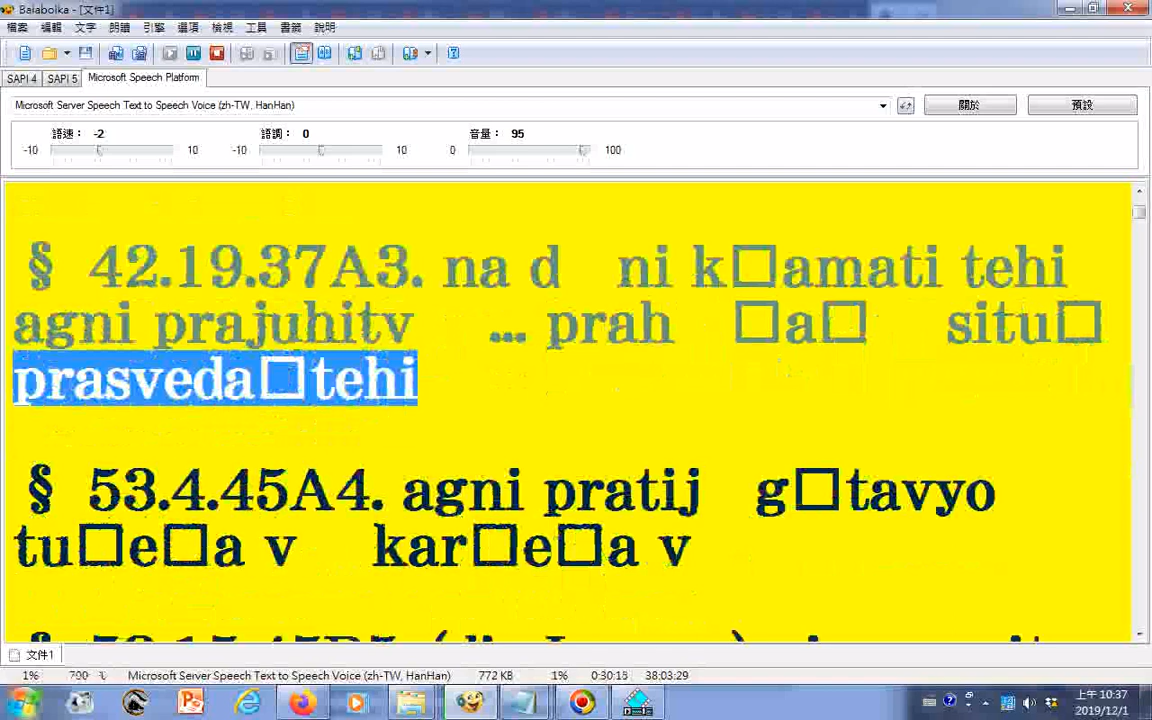 Balabolka - [文件1]
檔案 編輯 文字 朗讀 引擎 選項 檢視 工具 書籤 說明
SAPI 4 SAPI 5 Microsoft Speech Platform
Microsoft Server Speech Text to Speech Voice (zh-TW, HanHan) 關於 預設
語速： -2 語調： 0 音量： 95
-10 10 -10 10 0 100
§ 42.19.37A3. na d ni k□amati tehi
agni prajuhitv ... prah □a□ situ□
prasveda□tehi
§ 53.4.45A4. agni pratij g□tavyo
tu□e□a v kar□e□a v
文件1
1% 700 Microsoft Server Speech Text to Speech Voice (zh-TW, HanHan) 772 KB 1% 0:30:18 38:03:29
上午 10:37
2019/12/1